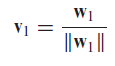 v₁ = w₁ / ‖w₁‖